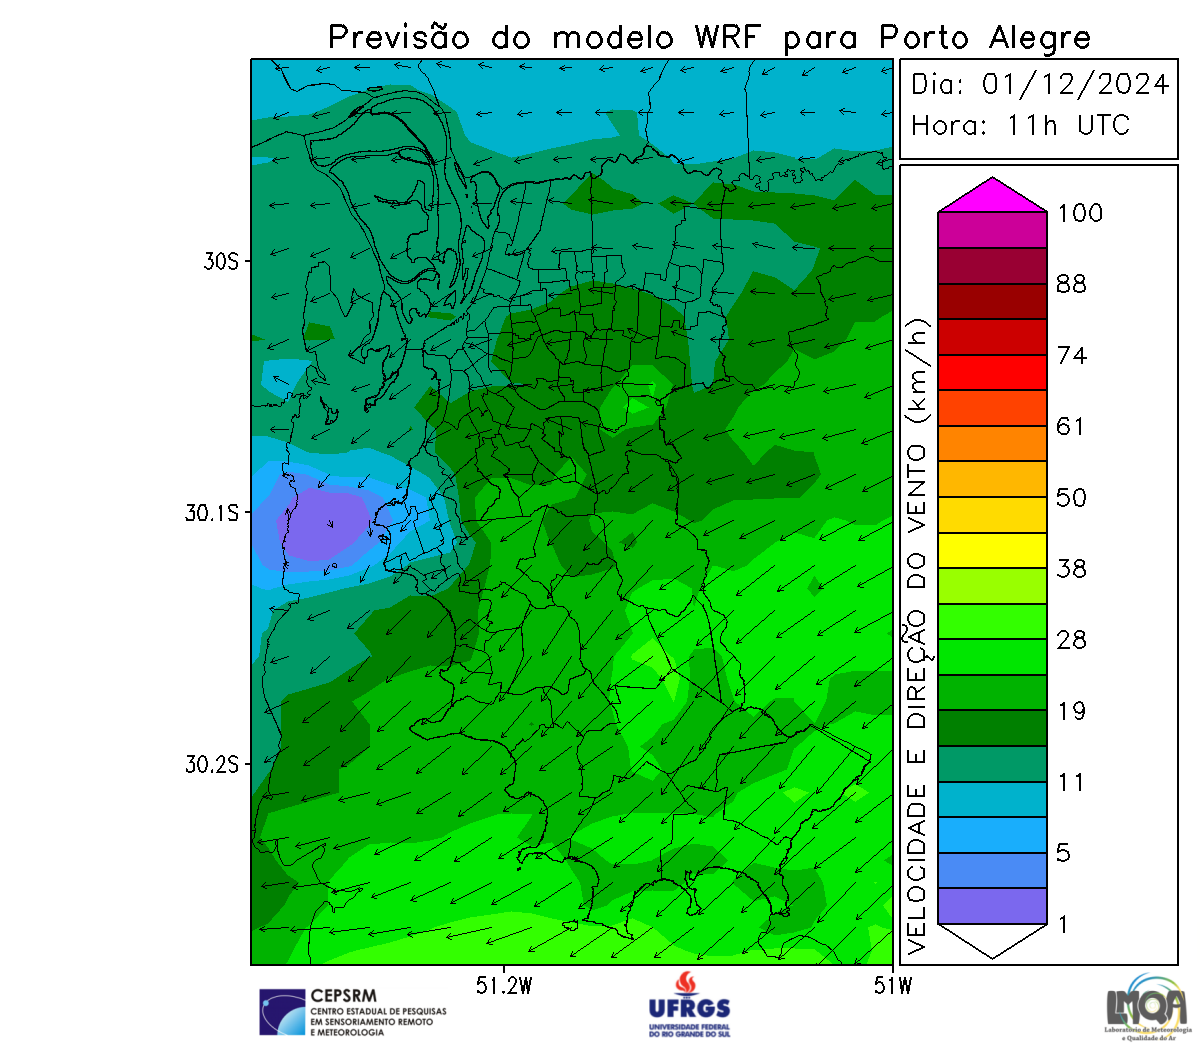 Previsão do modelo WRF para Porto Alegre
Dia: 01/12/2024
Hora: 11h UTC
30S
30.1S
30.2S
51.2W
51W
VELOCIDADE E DIREÇÃO DO VENTO (km/h)
100
88
74
61
50
38
28
19
11
5
1
CEPSRM
CENTRO ESTADUAL DE PESQUISAS
EM SENSORIAMENTO REMOTO
E METEOROLOGIA
UFRGS
UNIVERSIDADE FEDERAL
DO RIO GRANDE DO SUL
LMQA
Laboratório de Meteorologia
e Qualidade do Ar